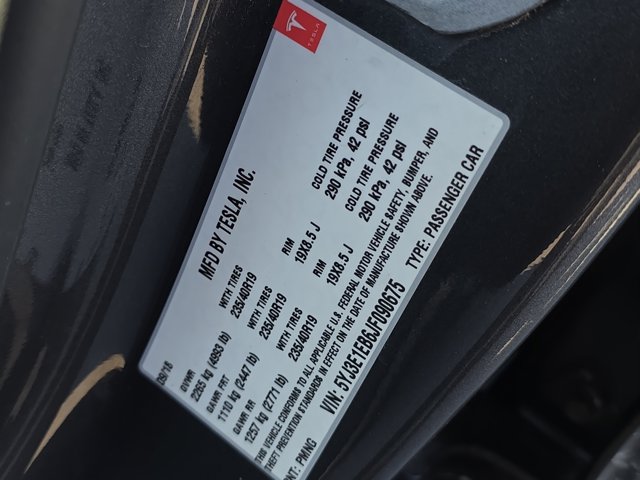 TESLA
MFD BY TESLA, INC.
09/18
GVWR
2265 kg (4993 lb)
GAWR FRT
1110 kg (2447 lb)
WITH TIRES
235/40R19
RIM
19X8.5 J
COLD TIRE PRESSURE
290 kPa, 42 psi
GAWR RR
1257 kg (2771 lb)
WITH TIRES
235/40R19
RIM
19X8.5 J
COLD TIRE PRESSURE
290 kPa, 42 psi
WITH TIRES
235/40R19
THIS VEHICLE CONFORMS TO ALL APPLICABLE U.S. FEDERAL MOTOR VEHICLE SAFETY, BUMPER, AND
THEFT PREVENTION STANDARDS IN EFFECT ON THE DATE OF MANUFACTURE SHOWN ABOVE.
VIN: 5YJ3E1EB6JF090675 TYPE: PASSENGER CAR
NT: PMNG